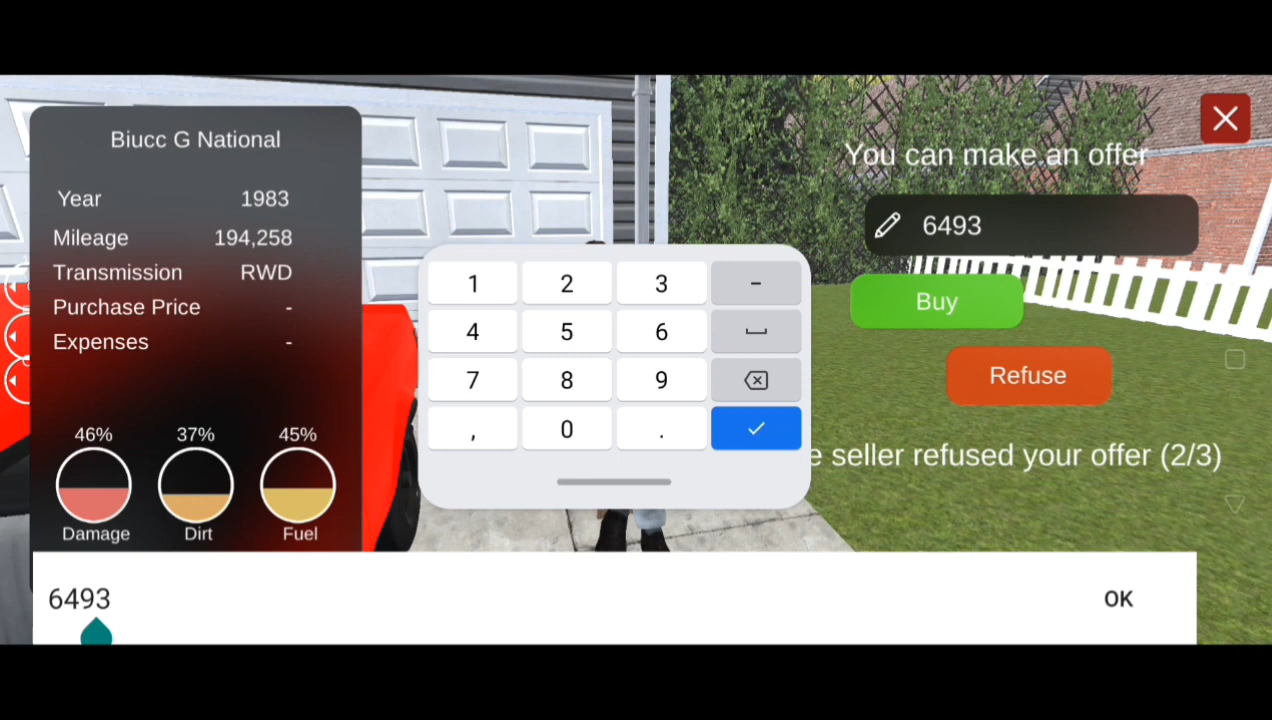 Biucc G National
Year 1983
Mileage 194,258
Transmission RWD
Purchase Price -
Expenses -
46% 37% 45%
Damage Dirt Fuel
You can make an offer
6493
Buy
Refuse
e seller refused your offer (2/3)
1 2 3 -
4 5 6
7 8 9
, 0 .
6493
OK